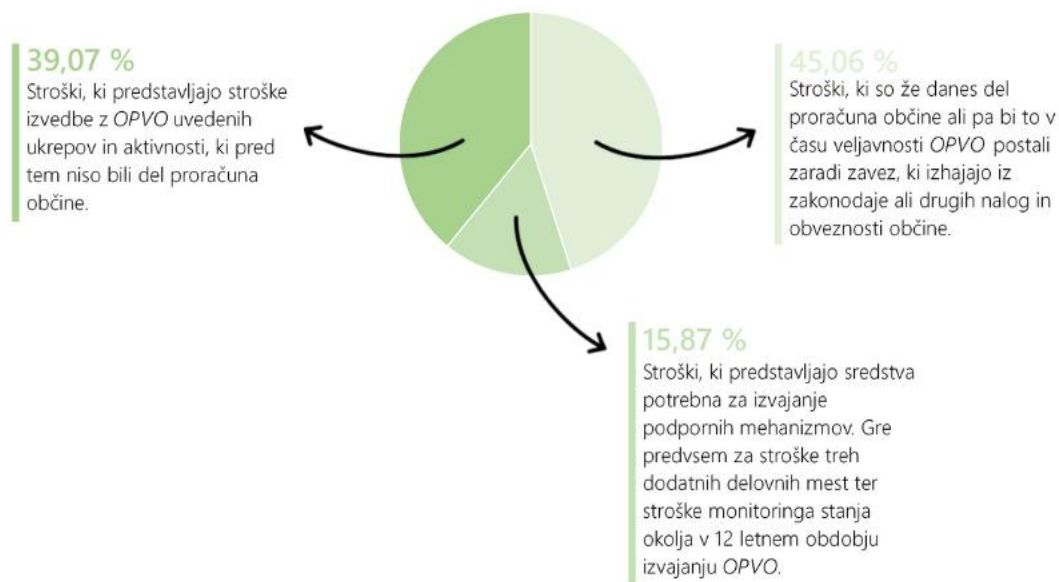 39,07 %
Stroški, ki predstavljajo stroške
izvedbe z OPVO uvedenih
ukrepov in aktivnosti, ki pred
tem niso bili del proračuna
občine.
45,06 %
Stroški, ki so že danes del
proračuna občine ali pa bi to v
času veljavnosti OPVO postali
zaradi zavez, ki izhajajo iz
zakonodaje ali drugih nalog in
obveznosti občine.
15,87 %
Stroški, ki predstavljajo sredstva
potrebna za izvajanje
podpornih mehanizmov. Gre
predvsem za stroške treh
dodatnih delovnih mest ter
stroške monitoringa stanja
okolja v 12 letnem obdobju
izvajanju OPVO.